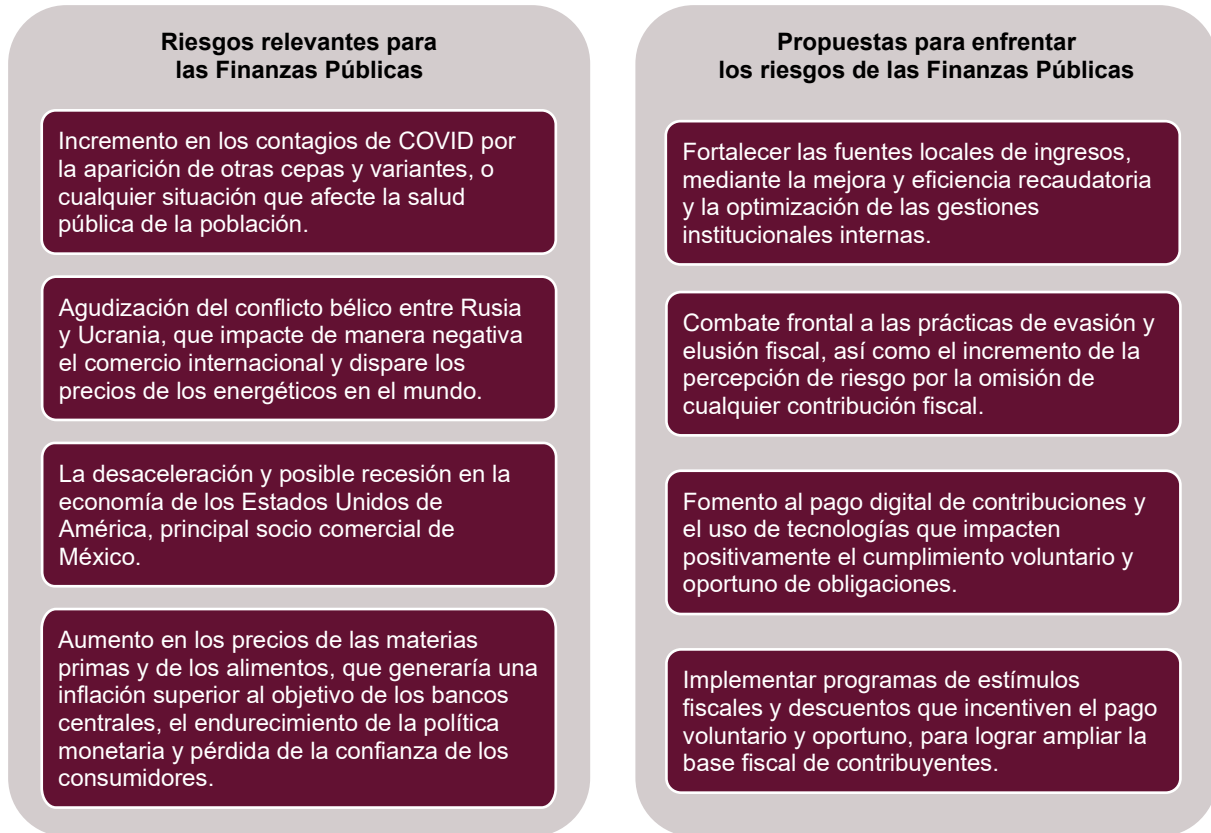 Riesgos relevantes para
las Finanzas Públicas
Incremento en los contagios de COVID por
la aparición de otras cepas y variantes, o
cualquier situación que afecte la salud
pública de la población.
Agudización del conflicto bélico entre Rusia
y Ucrania, que impacte de manera negativa
el comercio internacional y dispare los
precios de los energéticos en el mundo.
La desaceleración y posible recesión en la
economía de los Estados Unidos de
América, principal socio comercial de
México.
Aumento en los precios de las materias
primas y de los alimentos, que generaría una
inflación superior al objetivo de los bancos
centrales, el endurecimiento de la política
monetaria y pérdida de la confianza de los
consumidores.
Propuestas para enfrentar
los riesgos de las Finanzas Públicas
Fortalecer las fuentes locales de ingresos,
mediante la mejora y eficiencia recaudatoria
y la optimización de las gestiones
institucionales internas.
Combate frontal a las prácticas de evasión y
elusión fiscal, así como el incremento de la
percepción de riesgo por la omisión de
cualquier contribución fiscal.
Fomento al pago digital de contribuciones y
el uso de tecnologías que impacten
positivamente el cumplimiento voluntario y
oportuno de obligaciones.
Implementar programas de estímulos
fiscales y descuentos que incentiven el pago
voluntario y oportuno, para lograr ampliar la
base fiscal de contribuyentes.